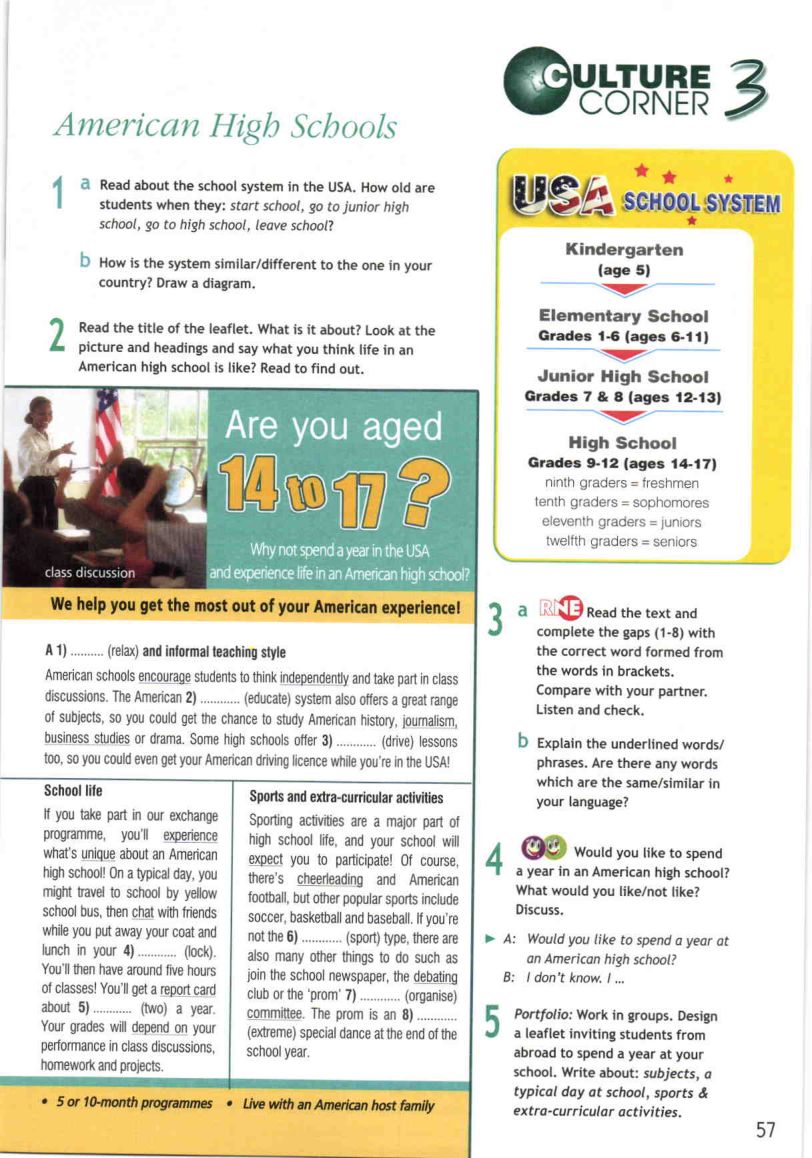 CULTURE
CORNER 3
American High Schools
1 a Read about the school system in the USA. How old are
students when they: start school, go to junior high
school, go to high school, leave school?
b How is the system similar/different to the one in your
country? Draw a diagram.
2 Read the title of the leaflet. What is it about? Look at the
picture and headings and say what you think life in an
American high school is like? Read to find out.
USA SCHOOL SYSTEM
Kindergarten
(age 5)
Elementary School
Grades 1-6 (ages 6-11)
Junior High School
Grades 7 & 8 (ages 12-13)
High School
Grades 9-12 (ages 14-17)
ninth graders = freshmen
tenth graders = sophomores
eleventh graders = juniors
twelfth graders = seniors
Are you aged
14 to 17?
Why not spend a year in the USA
and experience life in an American high school?
class discussion
We help you get the most out of your American experience!
A 1) .......... (relax) and informal teaching style
American schools encourage students to think independently and take part in class
discussions. The American 2) ............ (educate) system also offers a great range
of subjects, so you could get the chance to study American history, journalism,
business studies or drama. Some high schools offer 3) ............ (drive) lessons
too, so you could even get your American driving licence while you're in the USA!
School life
If you take part in our exchange
programme, you'll experience
what's unique about an American
high school! On a typical day, you
might travel to school by yellow
school bus, then chat with friends
while you put away your coat and
lunch in your 4) ............ (lock).
You'll then have around five hours
of classes! You'll get a report card
about 5) ............ (two) a year.
Your grades will depend on your
performance in class discussions,
homework and projects.
Sports and extra-curricular activities
Sporting activities are a major part of
high school life, and your school will
expect you to participate! Of course,
there's cheerleading and American
football, but other popular sports include
soccer, basketball and baseball. If you're
not the 6) ............ (sport) type, there are
also many other things to do such as
join the school newspaper, the debating
club or the 'prom' 7) ............ (organise)
committee. The prom is an 8) ............
(extreme) special dance at the end of the
school year.
• 5 or 10-month programmes • Live with an American host family
3 a RNE Read the text and
complete the gaps (1-8) with
the correct word formed from
the words in brackets.
Compare with your partner.
Listen and check.
b Explain the underlined words/
phrases. Are there any words
which are the same/similar in
your language?
4 Would you like to spend
a year in an American high school?
What would you like/not like?
Discuss.
A: Would you like to spend a year at
an American high school?
B: I don't know. I ...
5 Portfolio: Work in groups. Design
a leaflet inviting students from
abroad to spend a year at your
school. Write about: subjects, a
typical day at school, sports &
extra-curricular activities.
57